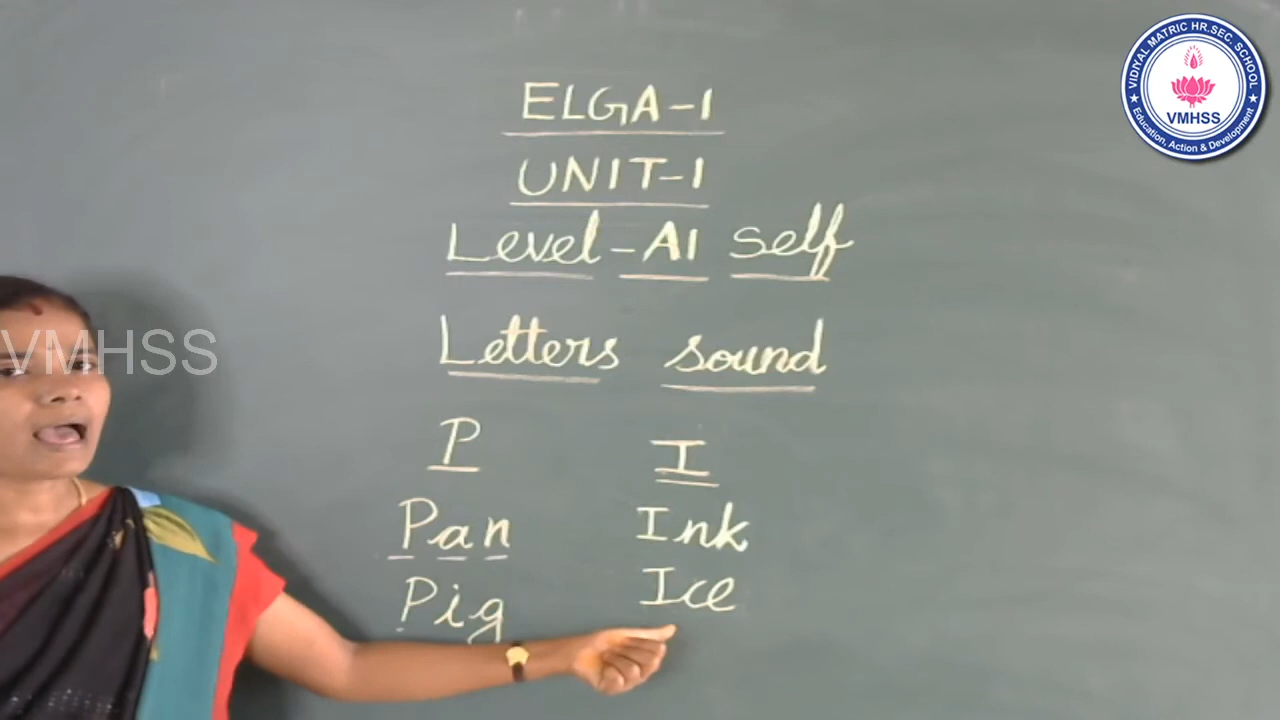 ELGA-1
UNIT-1
Level-A1 self
Letters sound
P I
Pan Ink
Pig Ice
VMHSS
VIDIYAL MATRIC HR.SEC. SCHOOL
VMHSS
Education, Action & Development